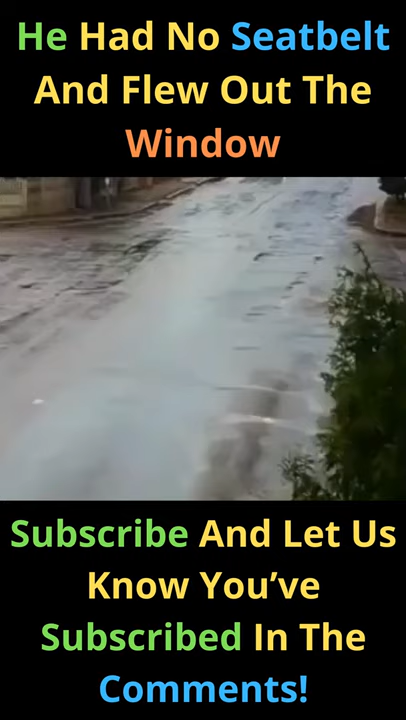 He Had No Seatbelt
And Flew Out The
Window
Subscribe And Let Us
Know You’ve
Subscribed In The
Comments!